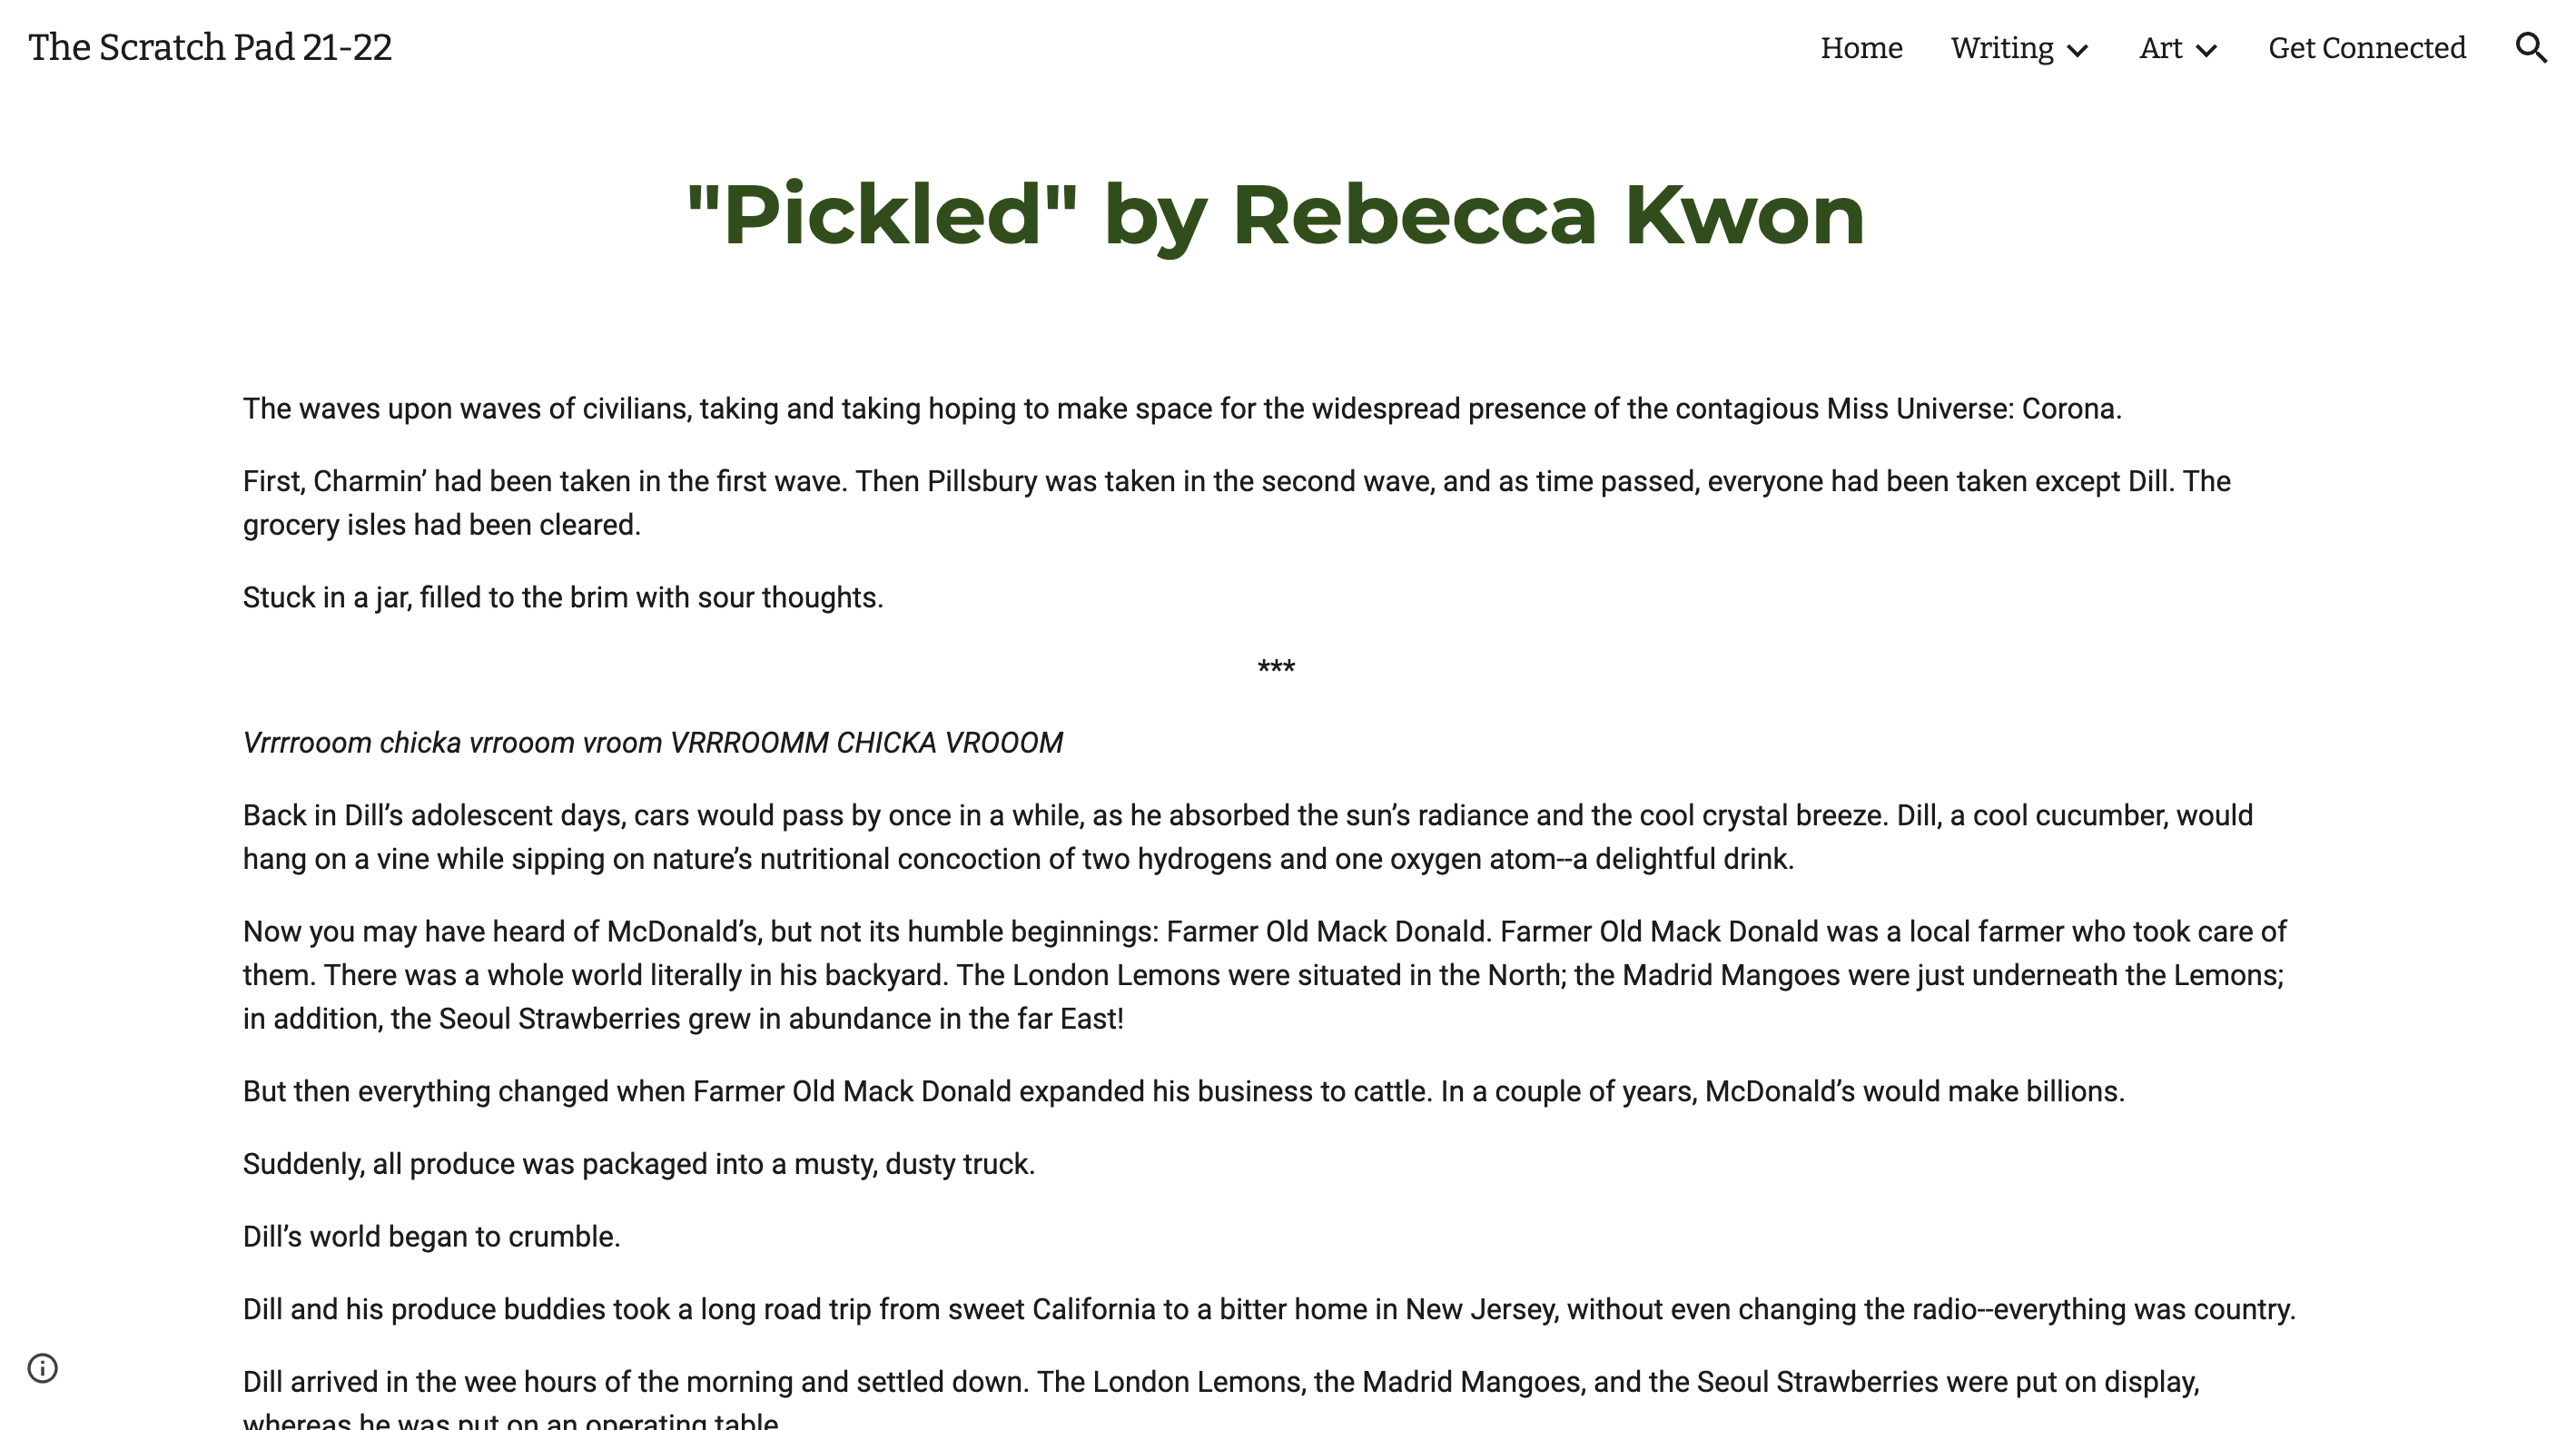 The Scratch Pad 21-22
Home
Writing
Art
Get Connected
"Pickled" by Rebecca Kwon
The waves upon waves of civilians, taking and taking hoping to make space for the widespread presence of the contagious Miss Universe: Corona.
First, Charmin’ had been taken in the first wave. Then Pillsbury was taken in the second wave, and as time passed, everyone had been taken except Dill. The
grocery isles had been cleared.
Stuck in a jar, filled to the brim with sour thoughts.
***
Vrrrrooom chicka vrrooom vroom VRRROOMM CHICKA VROOOM
Back in Dill’s adolescent days, cars would pass by once in a while, as he absorbed the sun’s radiance and the cool crystal breeze. Dill, a cool cucumber, would
hang on a vine while sipping on nature’s nutritional concoction of two hydrogens and one oxygen atom--a delightful drink.
Now you may have heard of McDonald’s, but not its humble beginnings: Farmer Old Mack Donald. Farmer Old Mack Donald was a local farmer who took care of
them. There was a whole world literally in his backyard. The London Lemons were situated in the North; the Madrid Mangoes were just underneath the Lemons;
in addition, the Seoul Strawberries grew in abundance in the far East!
But then everything changed when Farmer Old Mack Donald expanded his business to cattle. In a couple of years, McDonald’s would make billions.
Suddenly, all produce was packaged into a musty, dusty truck.
Dill’s world began to crumble.
Dill and his produce buddies took a long road trip from sweet California to a bitter home in New Jersey, without even changing the radio--everything was country.
Dill arrived in the wee hours of the morning and settled down. The London Lemons, the Madrid Mangoes, and the Seoul Strawberries were put on display,
whereas he was put on an operating table